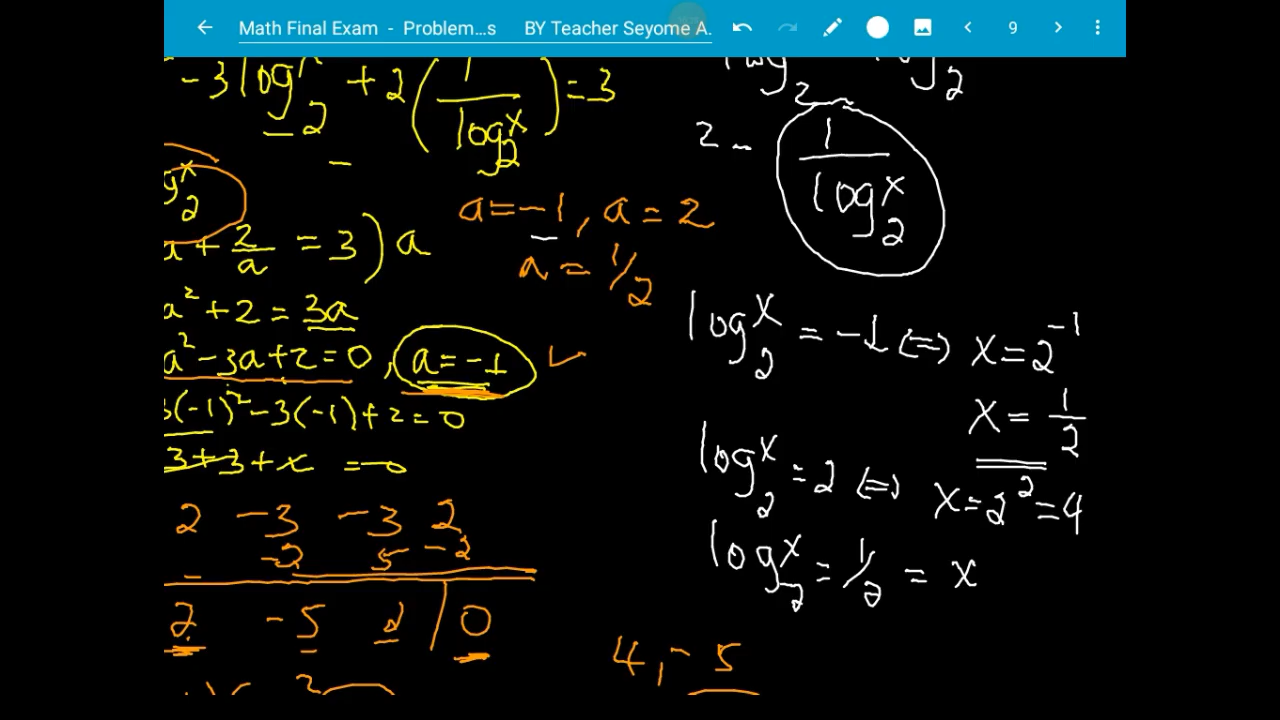 Math Final Exam - Problem...s BY Teacher Seyome A. 9
-3 log₂ˣ + 2(1/log₂ˣ) = 3
2 - 1/log₂ˣ
a = -1, a = 2
a + 2/a = 3) a
a = 1/2
a² + 2 = 3a
a² - 3a + 2 = 0, a = -1
(-1)² - 3(-1) + 2 = 0
3 + 3 + x = 0
2 -3 -3 2
-2 5 -2
2 -5 2 | 0
log₂ˣ = -1 ⇔ x = 2⁻¹
x = 1/2
log₂ˣ = 2 ⇔ x = 2² = 4
log₂ˣ = 1/2 = x
4, - 5